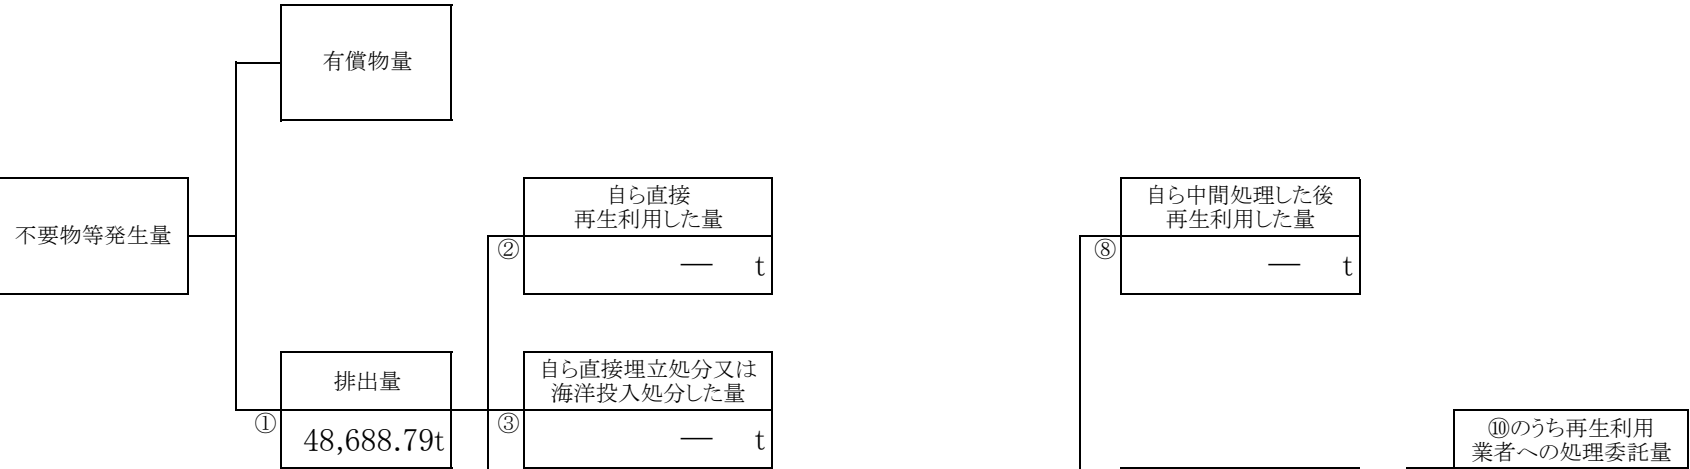 有償物量
不要物等発生量
自ら直接
再生利用した量
②
― t
自ら中間処理した後
再生利用した量
⑧
― t
排出量
①
48,688.79t
自ら直接埋立処分又は
海洋投入処分した量
③
― t
⑩のうち再生利用
業者への処理委託量